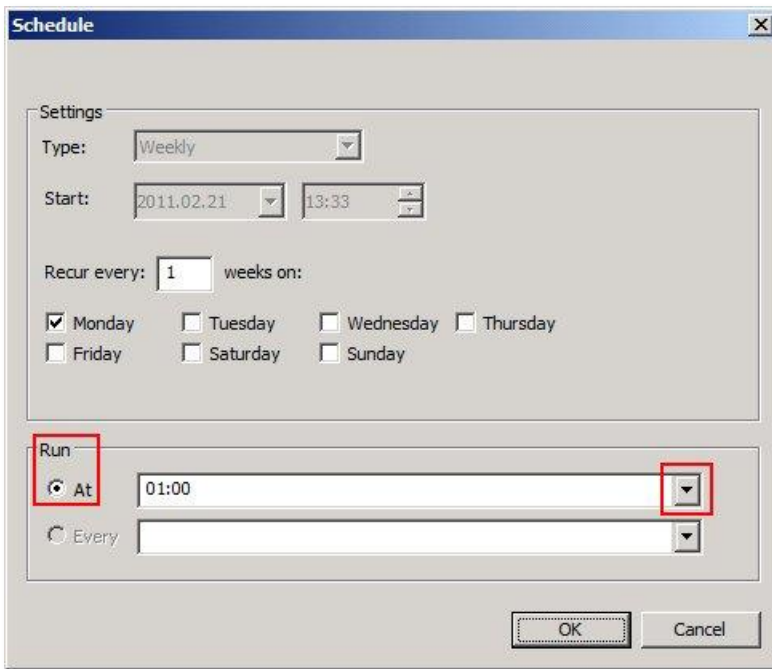 Schedule
Settings
Type: Weekly
Start: 2011.02.21 13:33
Recur every: 1 weeks on:
Monday Tuesday Wednesday Thursday
Friday Saturday Sunday
Run
At 01:00
Every
OK Cancel